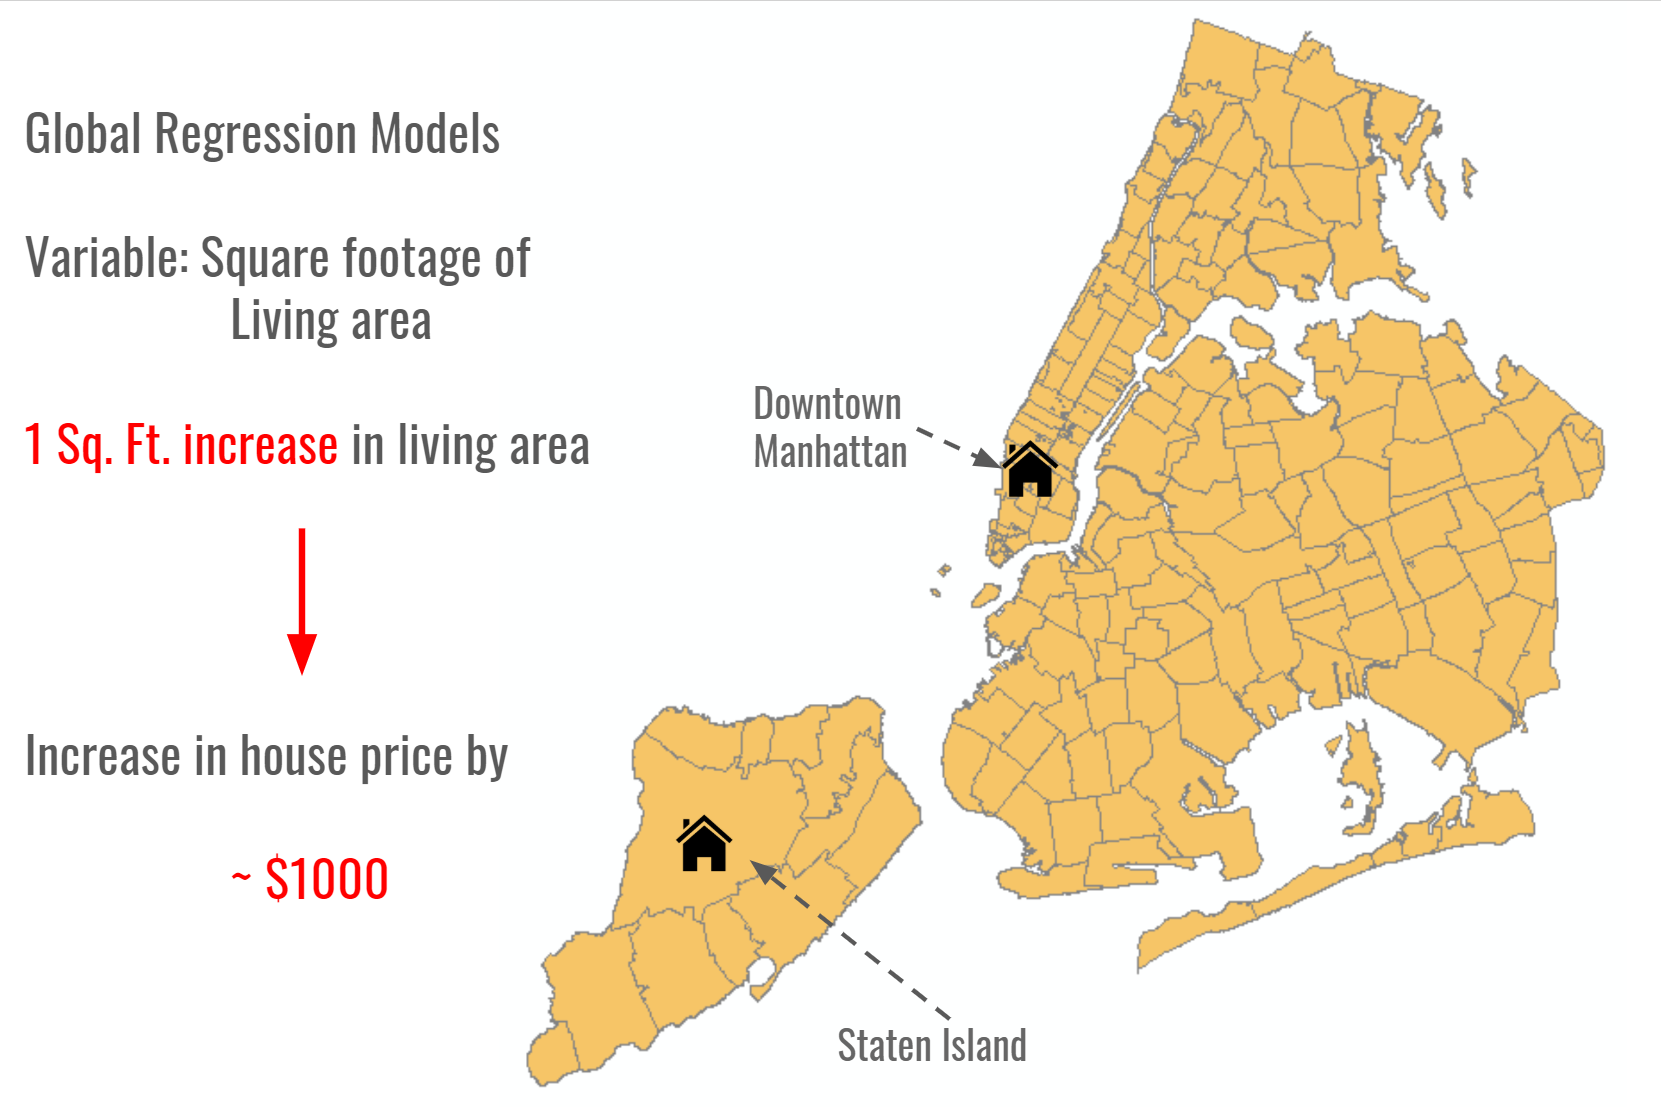 Global Regression Models
Variable: Square footage of
Living area
1 Sq. Ft. increase in living area
Increase in house price by
~ $1000
Downtown
Manhattan
Staten Island